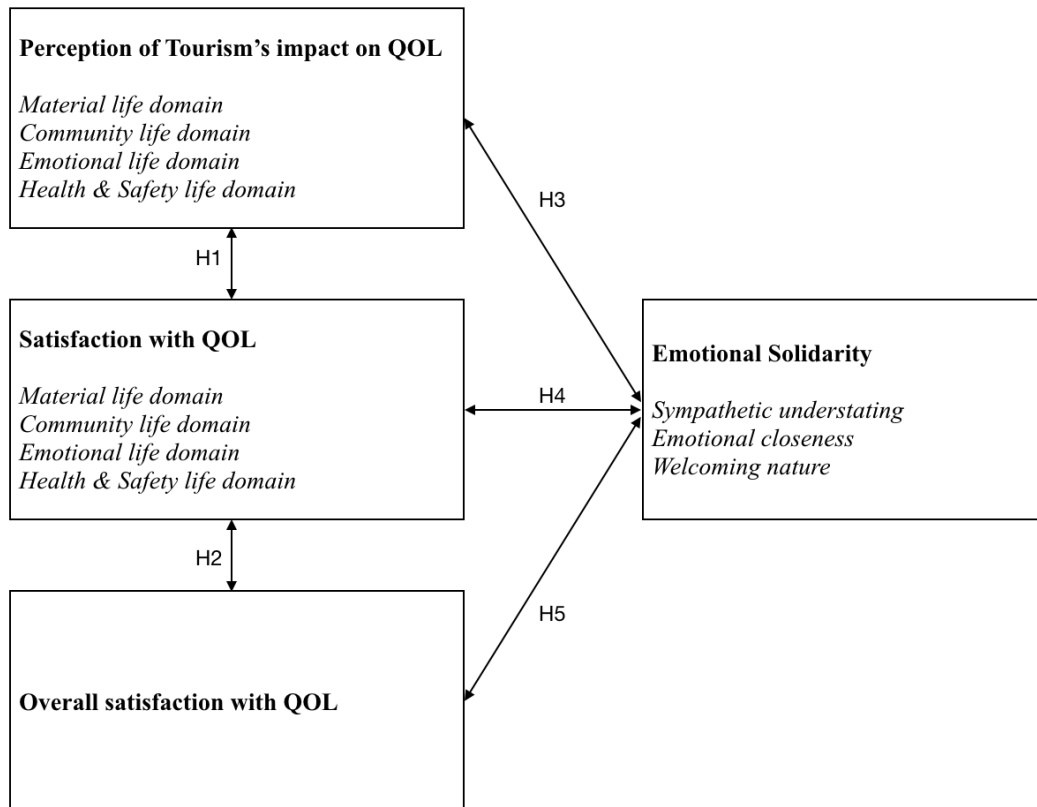 Perception of Tourism’s impact on QOL
Material life domain
Community life domain
Emotional life domain
Health & Safety life domain
H3
H1
Satisfaction with QOL
Material life domain
Community life domain
Emotional life domain
Health & Safety life domain
H4
Emotional Solidarity
Sympathetic understating
Emotional closeness
Welcoming nature
H2
H5
Overall satisfaction with QOL